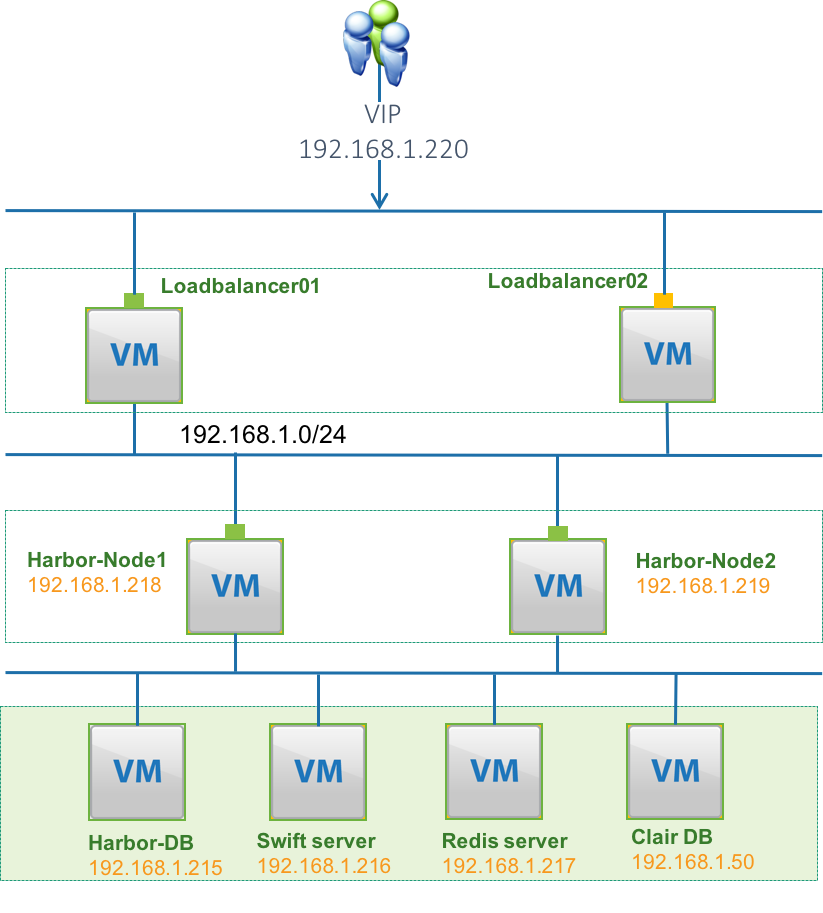 VIP
192.168.1.220
Loadbalancer01
Loadbalancer02
VM
VM
192.168.1.0/24
Harbor-Node1
192.168.1.218
VM
VM
Harbor-Node2
192.168.1.219
VM
VM
VM
VM
Harbor-DB
192.168.1.215
Swift server
192.168.1.216
Redis server
192.168.1.217
Clair DB
192.168.1.50